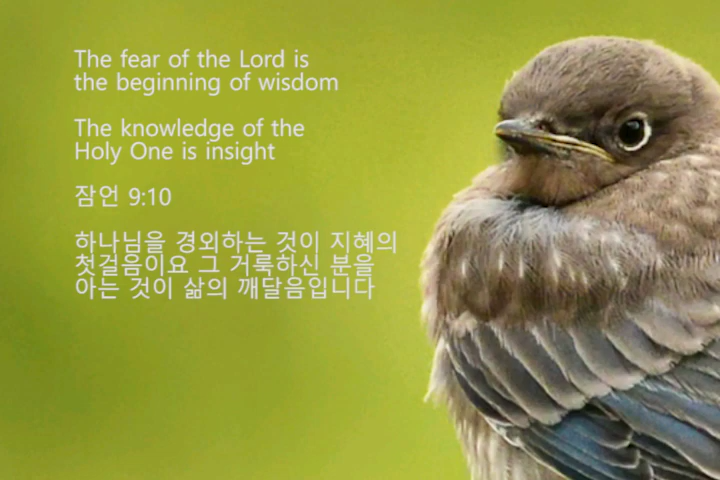 The fear of the Lord is
the beginning of wisdom
The knowledge of the
Holy One is insight
잠언 9:10
하나님을 경외하는 것이 지혜의
첫걸음이요 그 거룩하신 분을
아는 것이 삶의 깨달음입니다